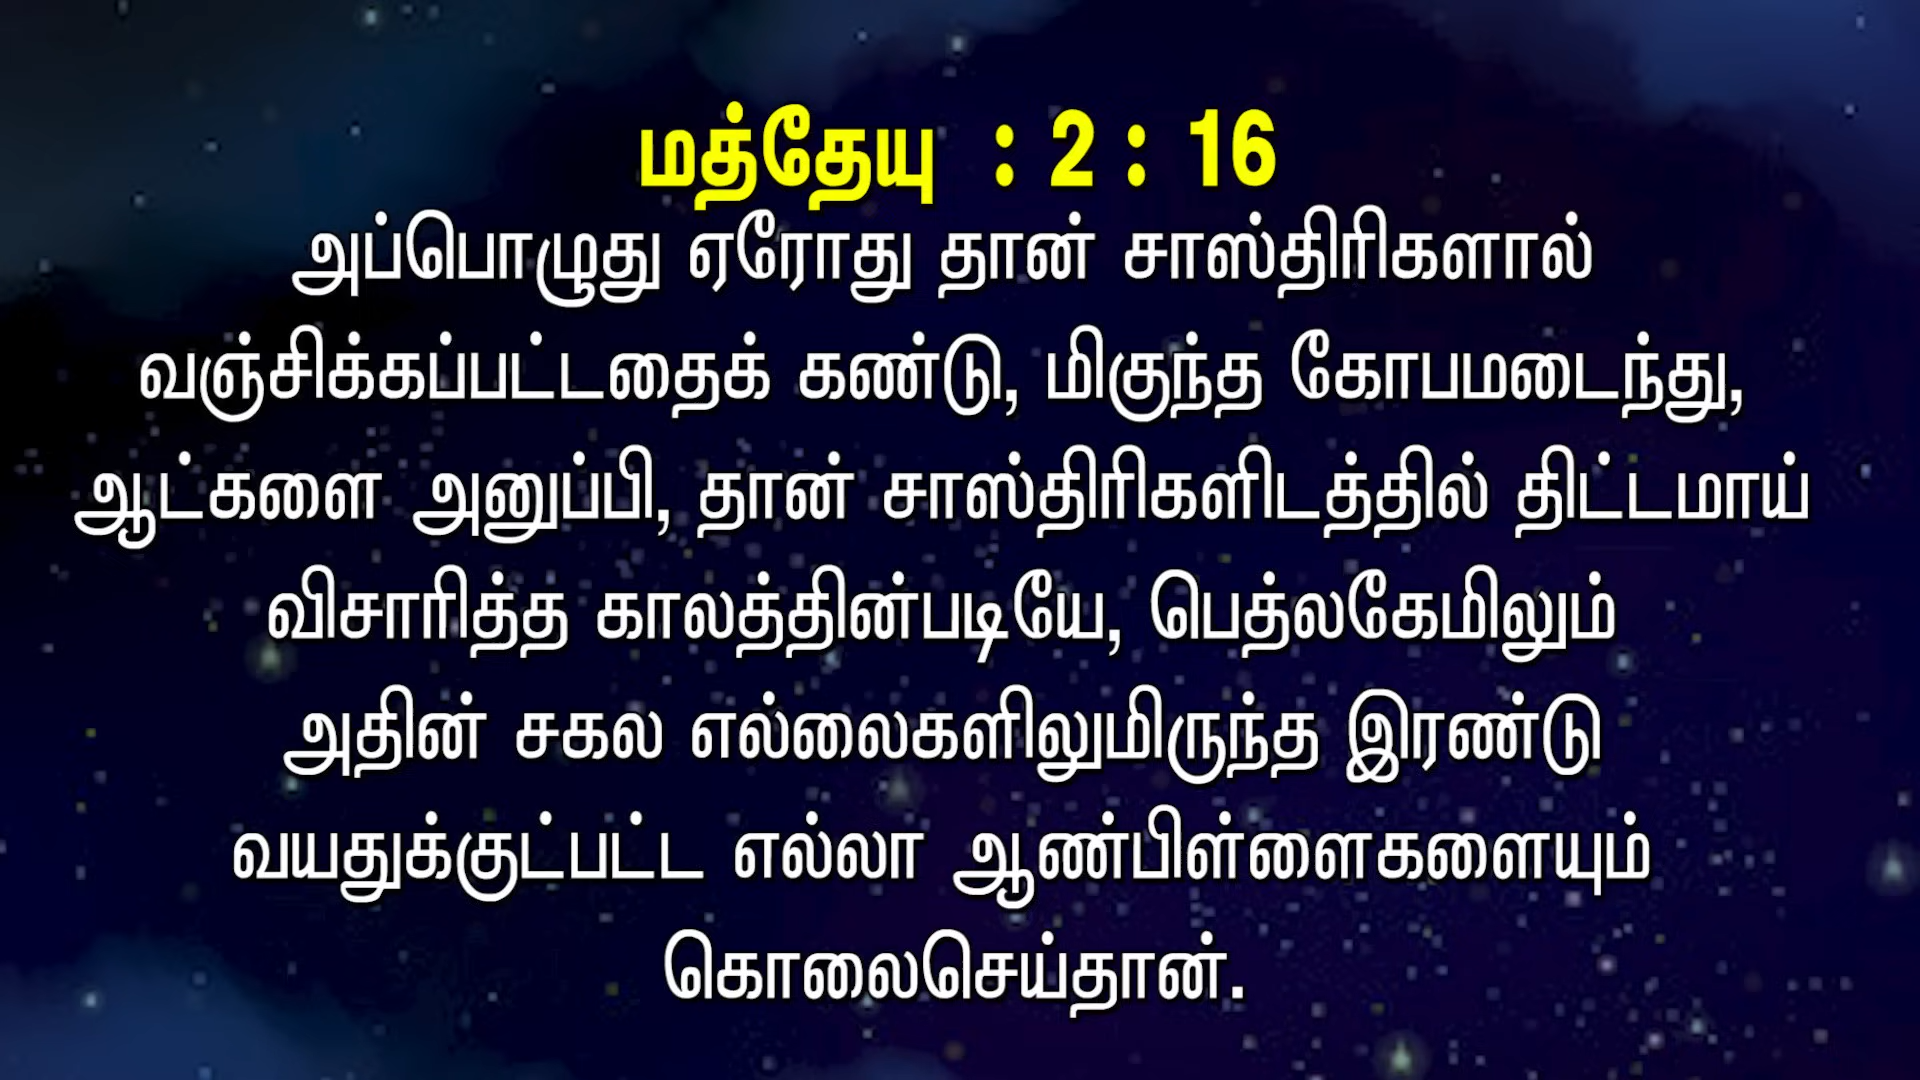 மத்தேயு : 2 : 16
அப்பொழுது ஏரோது தான் சாஸ்திரிகளால்
வஞ்சிக்கப்பட்டதைக் கண்டு, மிகுந்த கோபமடைந்து,
ஆட்களை அனுப்பி, தான் சாஸ்திரிகளிடத்தில் திட்டமாய்
விசாரித்த காலத்தின்படியே, பெத்லகேமிலும்
அதின் சகல எல்லைகளிலுமிருந்த இரண்டு
வயதுக்குட்பட்ட எல்லா ஆண்பிள்ளைகளையும்
கொலைசெய்தான்.